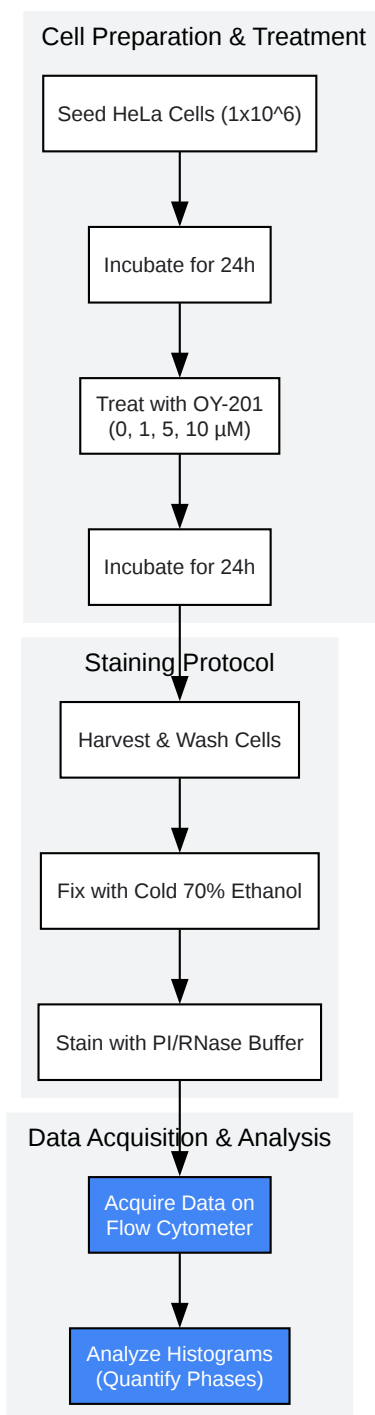 Cell Preparation & Treatment
Seed HeLa Cells (1x10^6)
Incubate for 24h
Treat with OY-201
(0, 1, 5, 10 µM)
Incubate for 24h
Staining Protocol
Harvest & Wash Cells
Fix with Cold 70% Ethanol
Stain with PI/RNase Buffer
Data Acquisition & Analysis
Acquire Data on
Flow Cytometer
Analyze Histograms
(Quantify Phases)